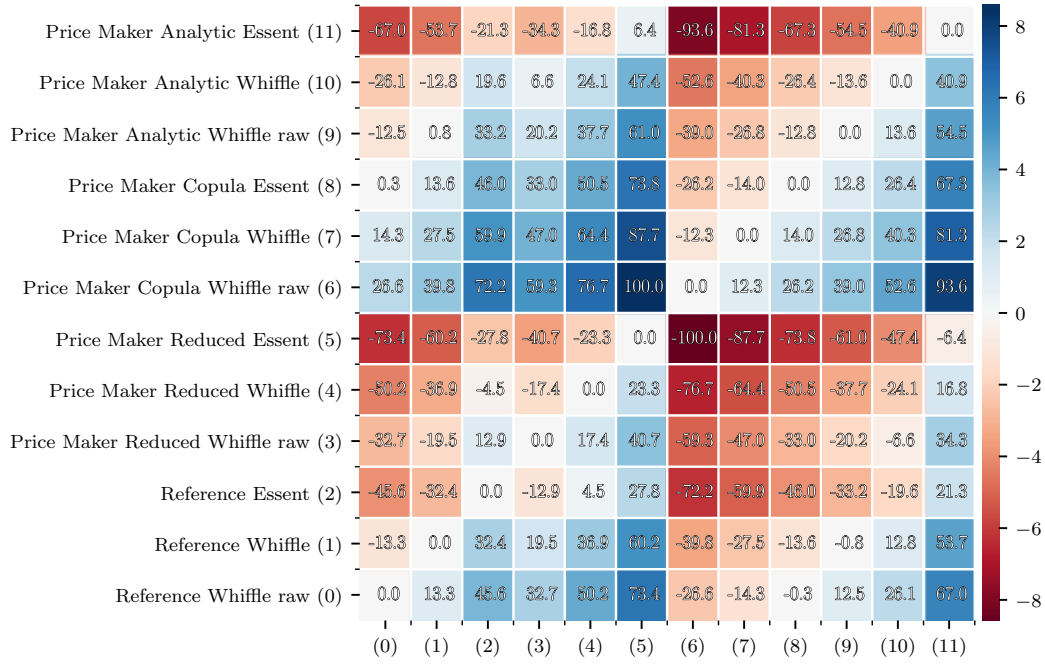 Price Maker Analytic Essent (11) -67.0 -53.7 -21.3 -34.3 -16.8 6.4 -93.6 -81.3 -67.3 -54.5 -40.9 0.0
Price Maker Analytic Whiffle (10) -26.1 -12.8 19.6 6.6 24.1 47.4 -52.6 -40.3 -26.4 -13.6 0.0 40.9
Price Maker Analytic Whiffle raw (9) -12.5 0.8 33.2 20.2 37.7 61.0 -39.0 -26.8 -12.8 0.0 13.6 54.5
Price Maker Copula Essent (8) 0.3 13.6 46.0 33.0 50.5 73.8 -26.2 -14.0 0.0 12.8 26.4 67.3
Price Maker Copula Whiffle (7) 14.3 27.5 59.9 47.0 64.4 87.7 -12.3 0.0 14.0 26.8 40.3 81.3
Price Maker Copula Whiffle raw (6) 26.6 39.8 72.2 59.3 76.7 100.0 0.0 12.3 26.2 39.0 52.6 93.6
Price Maker Reduced Essent (5) -73.4 -60.2 -27.8 -40.7 -23.3 0.0 -100.0 -87.7 -73.8 -61.0 -47.4 -6.4
Price Maker Reduced Whiffle (4) -50.2 -36.9 -4.5 -17.4 0.0 23.3 -76.7 -64.4 -50.5 -37.7 -24.1 16.8
Price Maker Reduced Whiffle raw (3) -32.7 -19.5 12.9 0.0 17.4 40.7 -59.3 -47.0 -33.0 -20.2 -6.6 34.3
Reference Essent (2) -45.6 -32.4 0.0 -12.9 4.5 27.8 -72.2 -59.9 -46.0 -33.2 -19.6 21.3
Reference Whiffle (1) -13.3 0.0 32.4 19.5 36.9 60.2 -39.8 -27.5 -13.6 -0.8 12.8 53.7
Reference Whiffle raw (0) 0.0 13.3 45.6 32.7 50.2 73.4 -26.6 -14.3 -0.3 12.5 26.1 67.0
(0) (1) (2) (3) (4) (5) (6) (7) (8) (9) (10) (11)
8
6
4
2
0
−2
−4
−6
−8